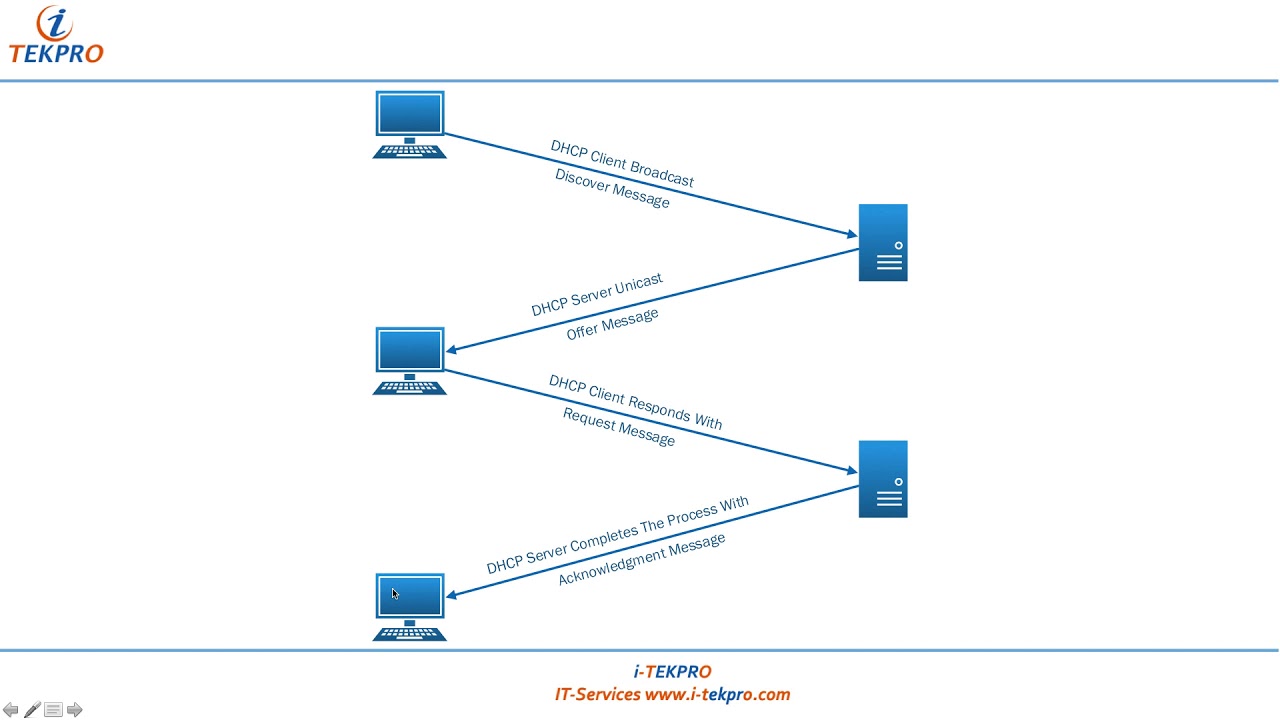 i
TEKPRO
DHCP Client Broadcast
Discover Message
DHCP Server Unicast
Offer Message
DHCP Client Responds With
Request Message
DHCP Server Completes The Process With
Acknowledgment Message
i-TEKPRO
IT-Services www.i-tekpro.com